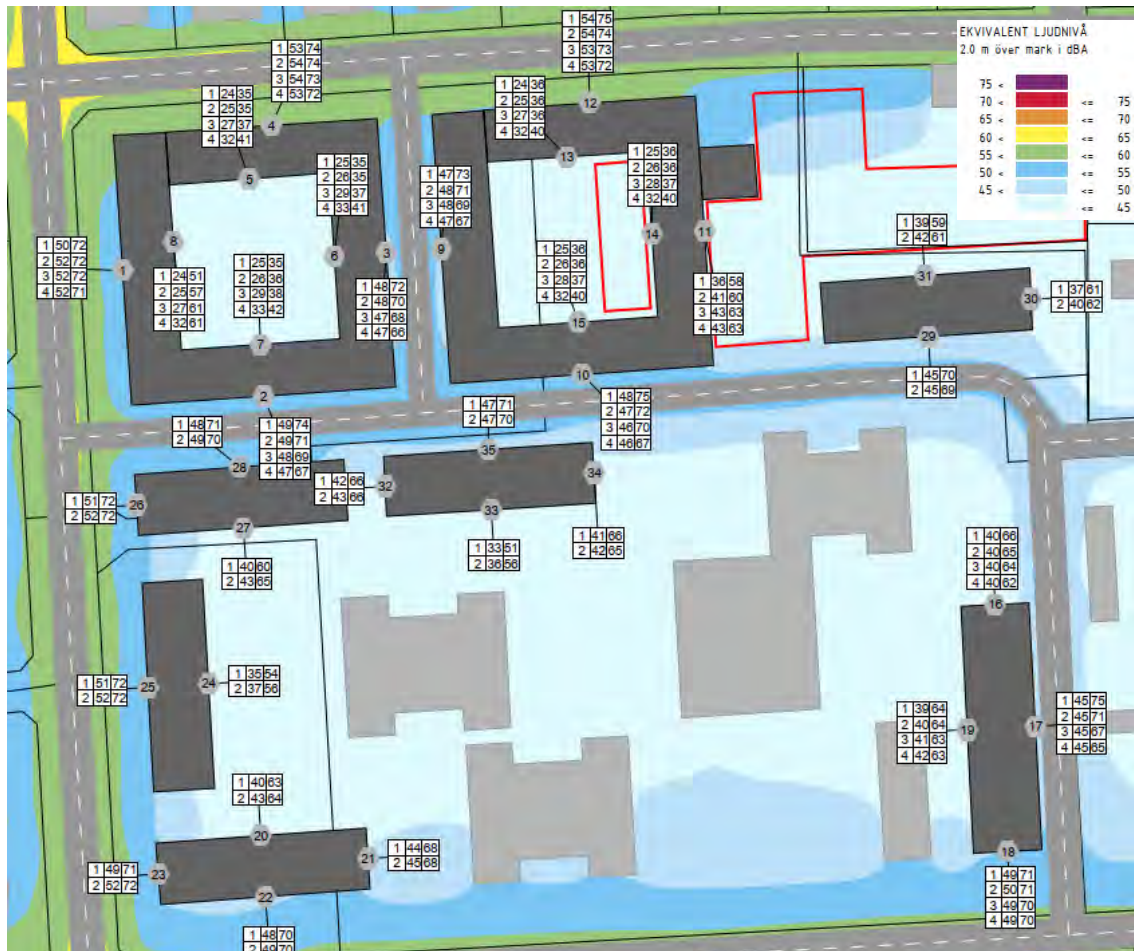 EKVIVALENT LJUDNIVÅ
2.0 m över mark i dBA
75 <
70 < <= 75
65 < <= 70
60 < <= 65
55 < <= 60
50 < <= 55
45 < <= 50
<= 45
1 53 74
2 54 74
3 54 73
4 53 72
4
1 24 35
2 25 35
3 27 37
4 32 41
5
1 54 75
2 54 74
3 53 73
4 53 72
12
1 24 36
2 25 36
3 27 36
4 32 40
13
1 25 35
2 26 35
3 29 37
4 33 41
6
1 47 73
2 48 71
3 48 69
4 47 67
9
1 25 36
2 26 36
3 28 37
4 32 40
14
1 50 72
2 52 72
3 52 72
4 52 71
1
8
1 24 51
2 25 57
3 27 61
4 32 61
1 25 35
2 26 36
3 29 38
4 33 42
7
3
1 48 72
2 48 70
3 47 68
4 47 66
1 25 36
2 26 36
3 28 37
4 32 40
15
11
1 36 58
2 41 60
3 43 63
4 43 63
1 39 59
2 42 61
31
30
1 37 61
2 40 62
29
1 45 70
2 45 69
2
1 49 74
2 49 71
3 48 69
4 47 67
10
1 48 75
2 47 72
3 46 70
4 46 67
1 48 71
2 49 70
28
1 47 71
2 47 70
35
1 51 72
2 52 72
26
27
1 40 60
2 43 65
1 42 66
2 43 66
32
33
1 33 51
2 36 56
34
1 41 66
2 42 65
1 51 72
2 52 72
25
24
1 35 54
2 37 56
1 40 66
2 40 65
3 40 64
4 40 62
16
1 39 64
2 40 64
3 41 63
4 42 63
19
17
1 45 75
2 45 71
3 45 67
4 45 65
1 40 63
2 43 64
20
21
1 44 68
2 45 68
1 49 71
2 52 72
23
22
1 48 70
2 49 70
18
1 49 71
2 50 71
3 49 70
4 49 70